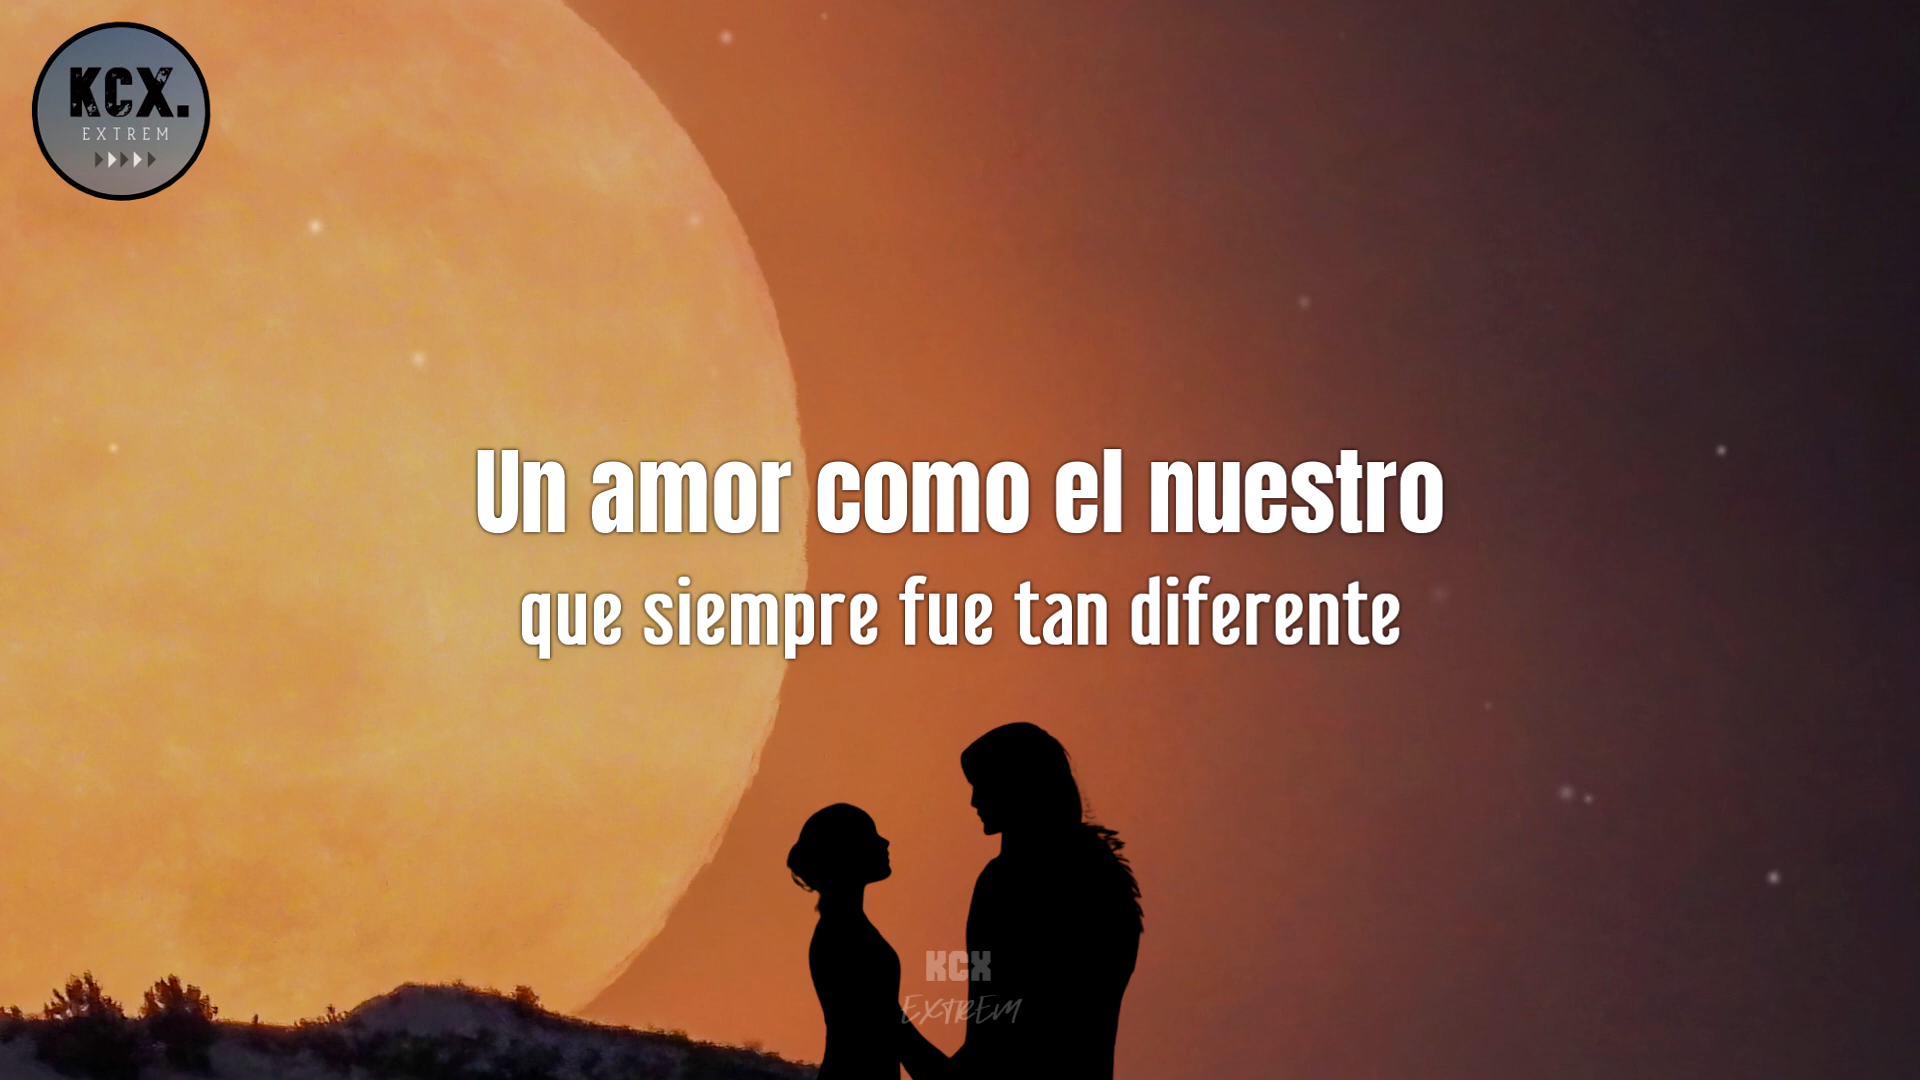 KCX.
EXTREM
Un amor como el nuestro
que siempre fue tan diferente
KCX
EXTREM